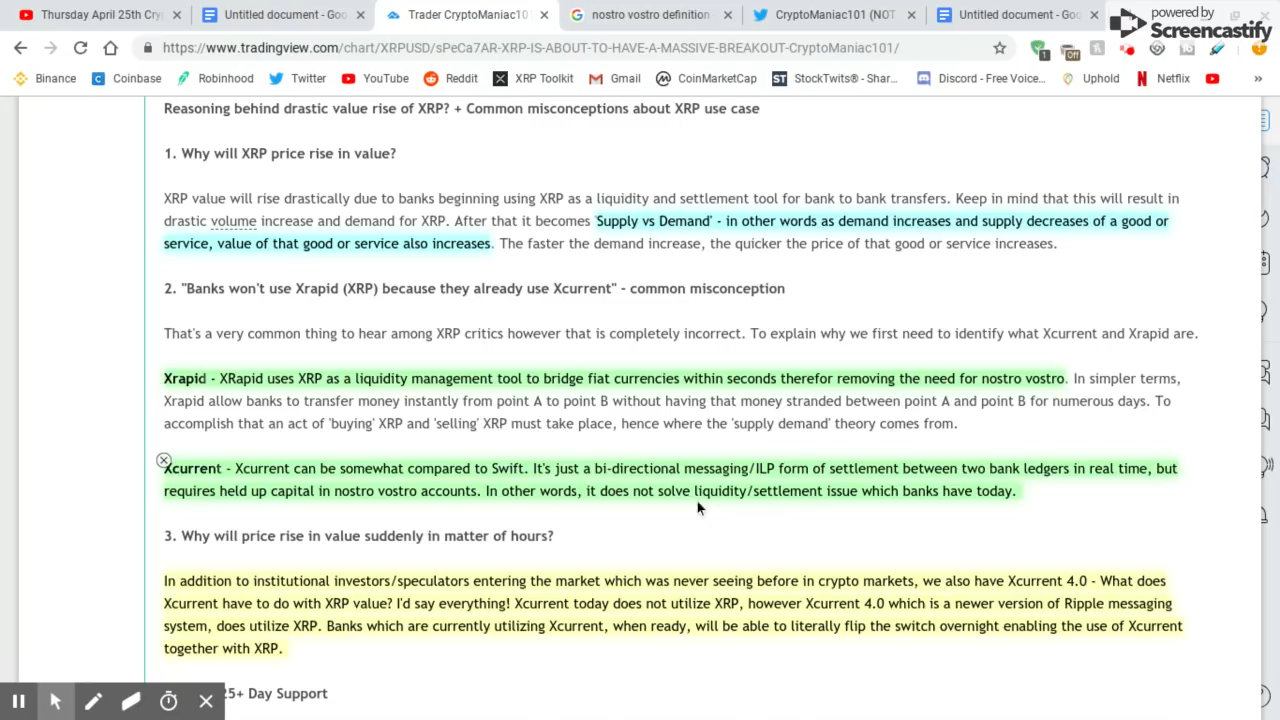 Thursday April 25th Cry
Untitled document - Goo
Trader CryptoManiac10
nostro vostro definition
CryptoManiac101 (NOT
Untitled document - Goo
powered by
Screencastify
https://www.tradingview.com/chart/XRPUSD/sPeCa7AR-XRP-IS-ABOUT-TO-HAVE-A-MASSIVE-BREAKOUT-CryptoManiac101/
1
Off
16
Binance
Coinbase
Robinhood
Twitter
YouTube
Reddit
XRP Toolkit
Gmail
CoinMarketCap
ST StockTwits® - Shar...
Discord - Free Voice...
Uphold
Netflix
»
Reasoning behind drastic value rise of XRP? + Common misconceptions about XRP use case
1. Why will XRP price rise in value?
XRP value will rise drastically due to banks beginning using XRP as a liquidity and settlement tool for bank to bank transfers. Keep in mind that this will result in
drastic volume increase and demand for XRP. After that it becomes 'Supply vs Demand' - in other words as demand increases and supply decreases of a good or
service, value of that good or service also increases. The faster the demand increase, the quicker the price of that good or service increases.
2. "Banks won't use Xrapid (XRP) because they already use Xcurrent" - common misconception
That's a very common thing to hear among XRP critics however that is completely incorrect. To explain why we first need to identify what Xcurrent and Xrapid are.
Xrapid - XRapid uses XRP as a liquidity management tool to bridge fiat currencies within seconds therefor removing the need for nostro vostro. In simpler terms,
Xrapid allow banks to transfer money instantly from point A to point B without having that money stranded between point A and point B for numerous days. To
accomplish that an act of 'buying' XRP and 'selling' XRP must take place, hence where the 'supply demand' theory comes from.
Xcurrent - Xcurrent can be somewhat compared to Swift. It's just a bi-directional messaging/ILP form of settlement between two bank ledgers in real time, but
requires held up capital in nostro vostro accounts. In other words, it does not solve liquidity/settlement issue which banks have today.
3. Why will price rise in value suddenly in matter of hours?
In addition to institutional investors/speculators entering the market which was never seeing before in crypto markets, we also have Xcurrent 4.0 - What does
Xcurrent have to do with XRP value? I'd say everything! Xcurrent today does not utilize XRP, however Xcurrent 4.0 which is a newer version of Ripple messaging
system, does utilize XRP. Banks which are currently utilizing Xcurrent, when ready, will be able to literally flip the switch overnight enabling the use of Xcurrent
together with XRP.
25+ Day Support